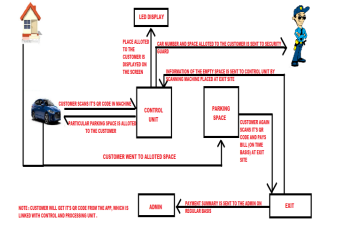 LED DISPLAY
PLACE ALLOTED
TO THE
CUSTOMER IS
DISPLAYED ON
THE SCREEN
CAR NUMBER AND SPACE ALLOTED TO THE CUSTOMER IS SENT TO SECURITY
GUARD
INFORMATION OF THE EMPTY SPACE IS SENT TO CONTROL UNIT BY
SCANNING MACHINE PLACED AT EXIT SITE
CUSTOMER SCANS IT'S QR CODE IN MACHINE
CONTROL
UNIT
PARKING
SPACE
PARTICULAR PARKING SPACE IS ALLOTED
TO THE CUSTOMER
CUSTOMER AGAIN
SCANS IT'S QR
CODE AND PAYS
BILL (ON TIME
BASIS) AT EXIT
SITE
CUSTOMER WENT TO ALLOTED SPACE
NOTE : CUSTOMER WILL GET IT'S QR CODE FROM THE APP, WHICH IS
LINKED WITH CONTROL AND PROCESSING UNIT .
ADMIN
PAYMENT SUMMARY IS SENT TO THE ADMIN ON
REGULAR BASIS
EXIT